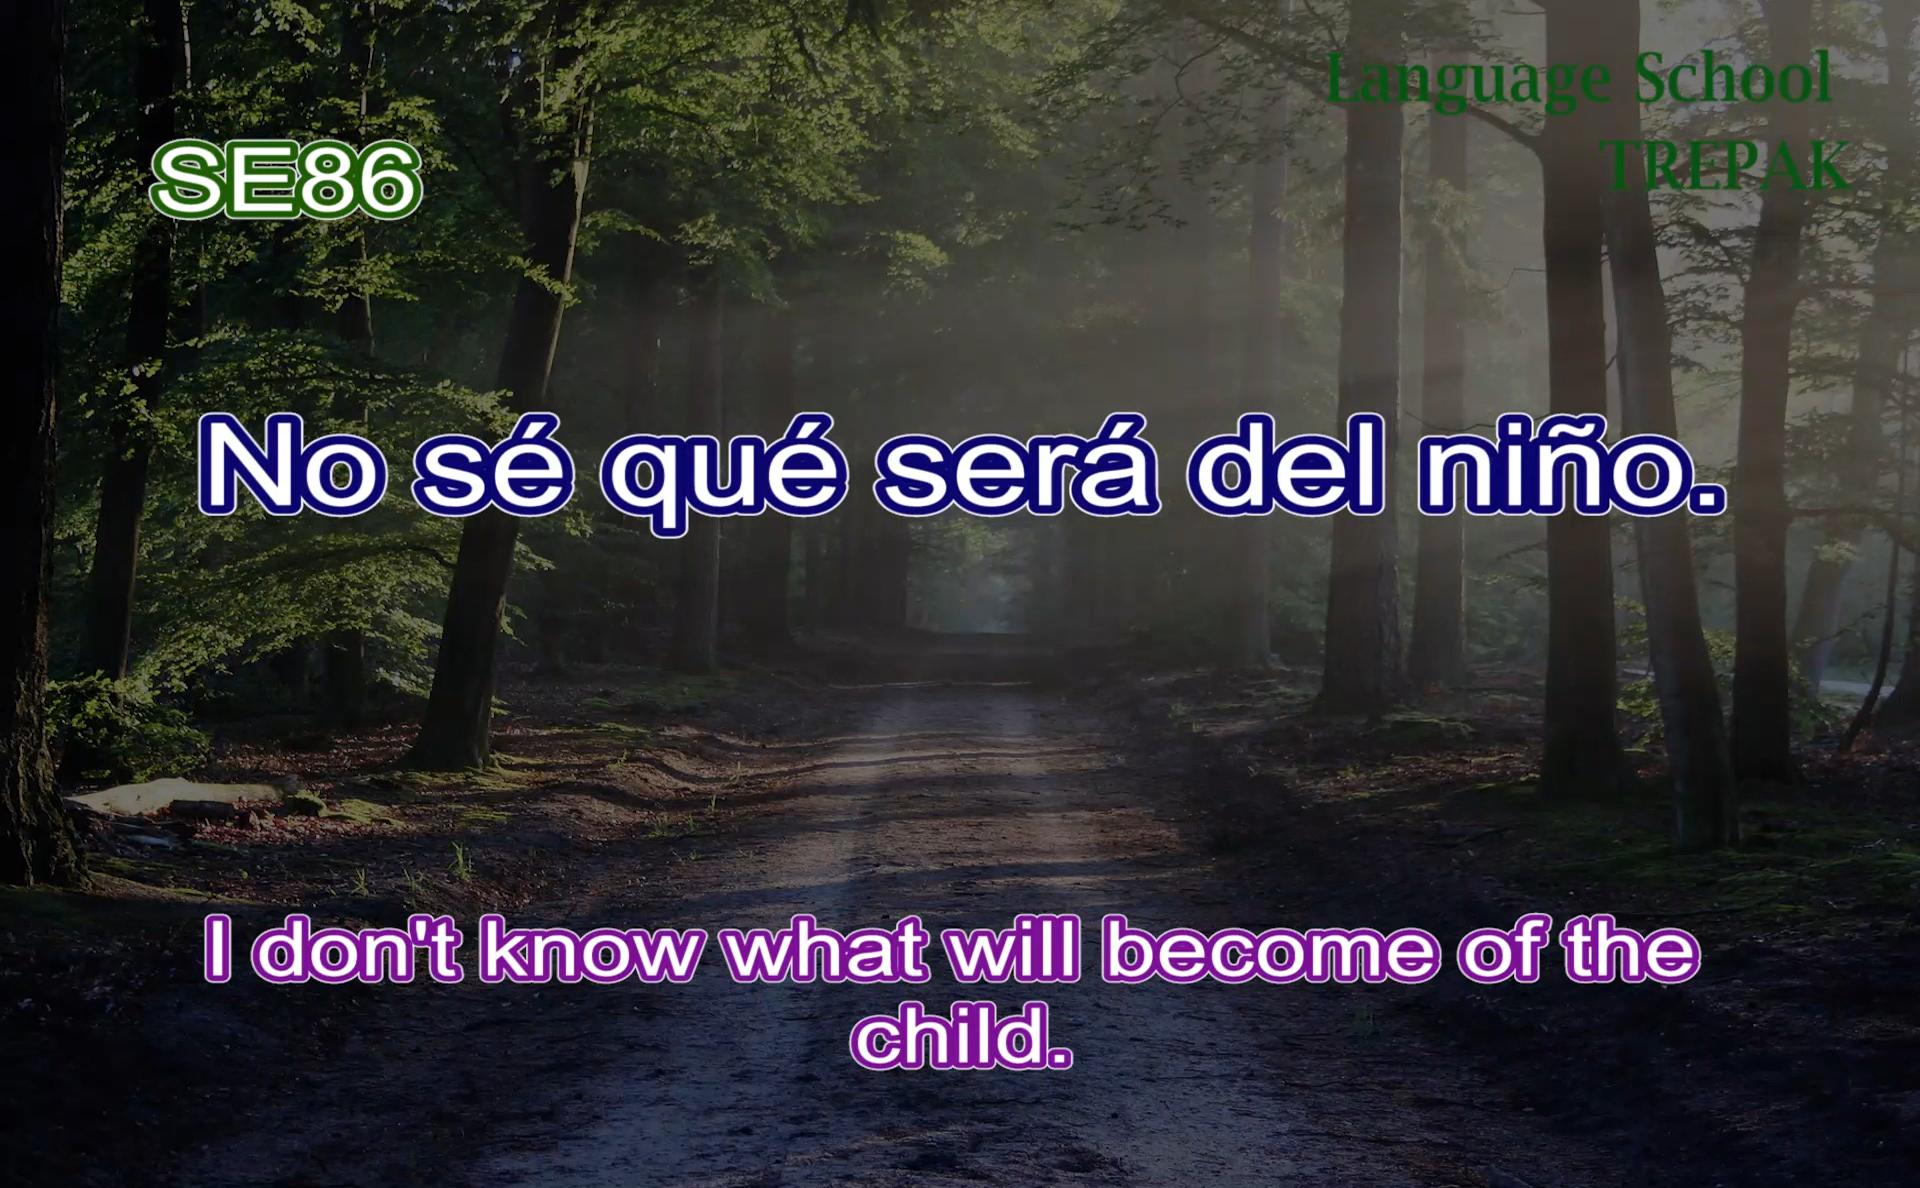 Language School
TREPAK
SE86
No sé qué será del niño.
I don't know what will become of the
child.